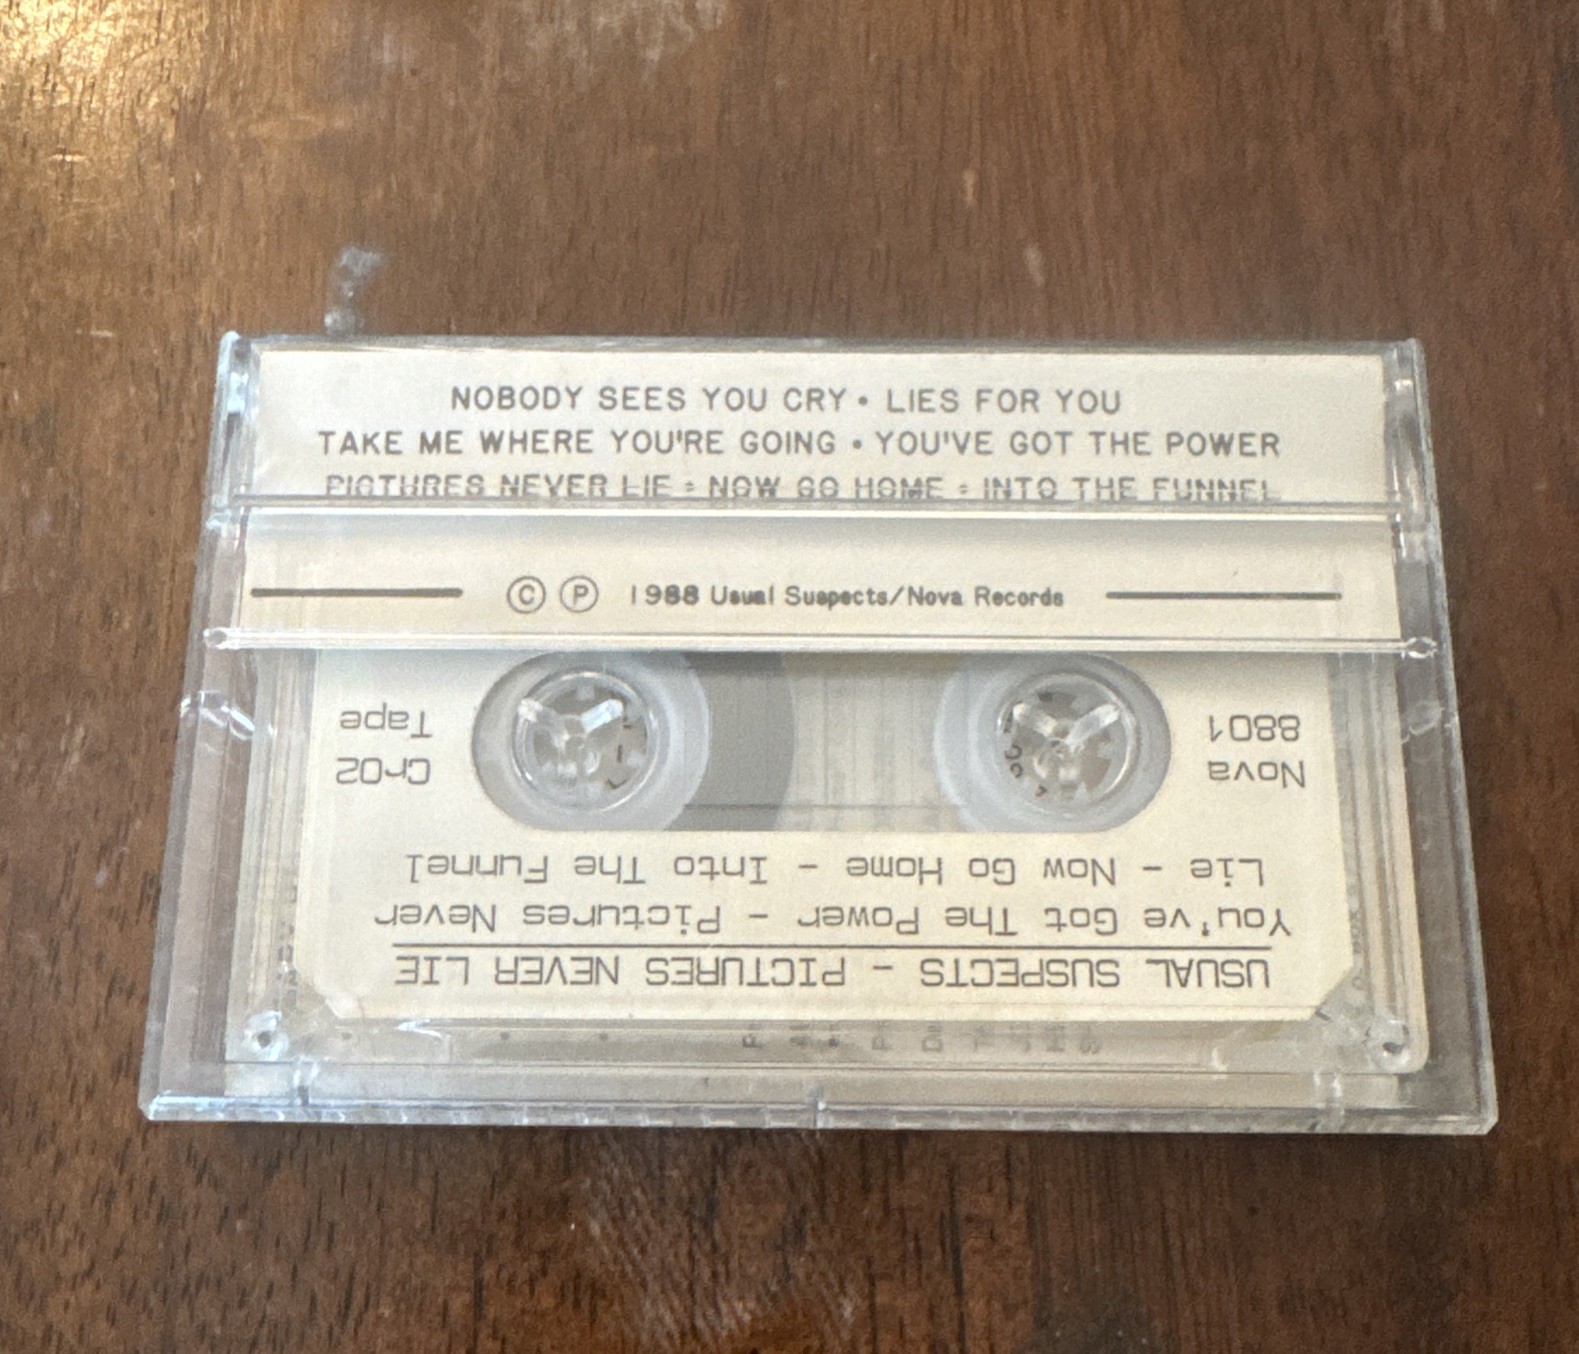 NOBODY SEES YOU CRY • LIES FOR YOU
TAKE ME WHERE YOU'RE GOING • YOU'VE GOT THE POWER
PICTURES NEVER LIE • NOW GO HOME • INTO THE FUNNEL
© ℗ 1988 Usual Suspects/Nova Records
USUAL SUSPECTS - PICTURES NEVER LIE
You've Got The Power - Pictures Never
Lie - Now Go Home - Into The Funnel
Nova
8801
CrO2
Tape